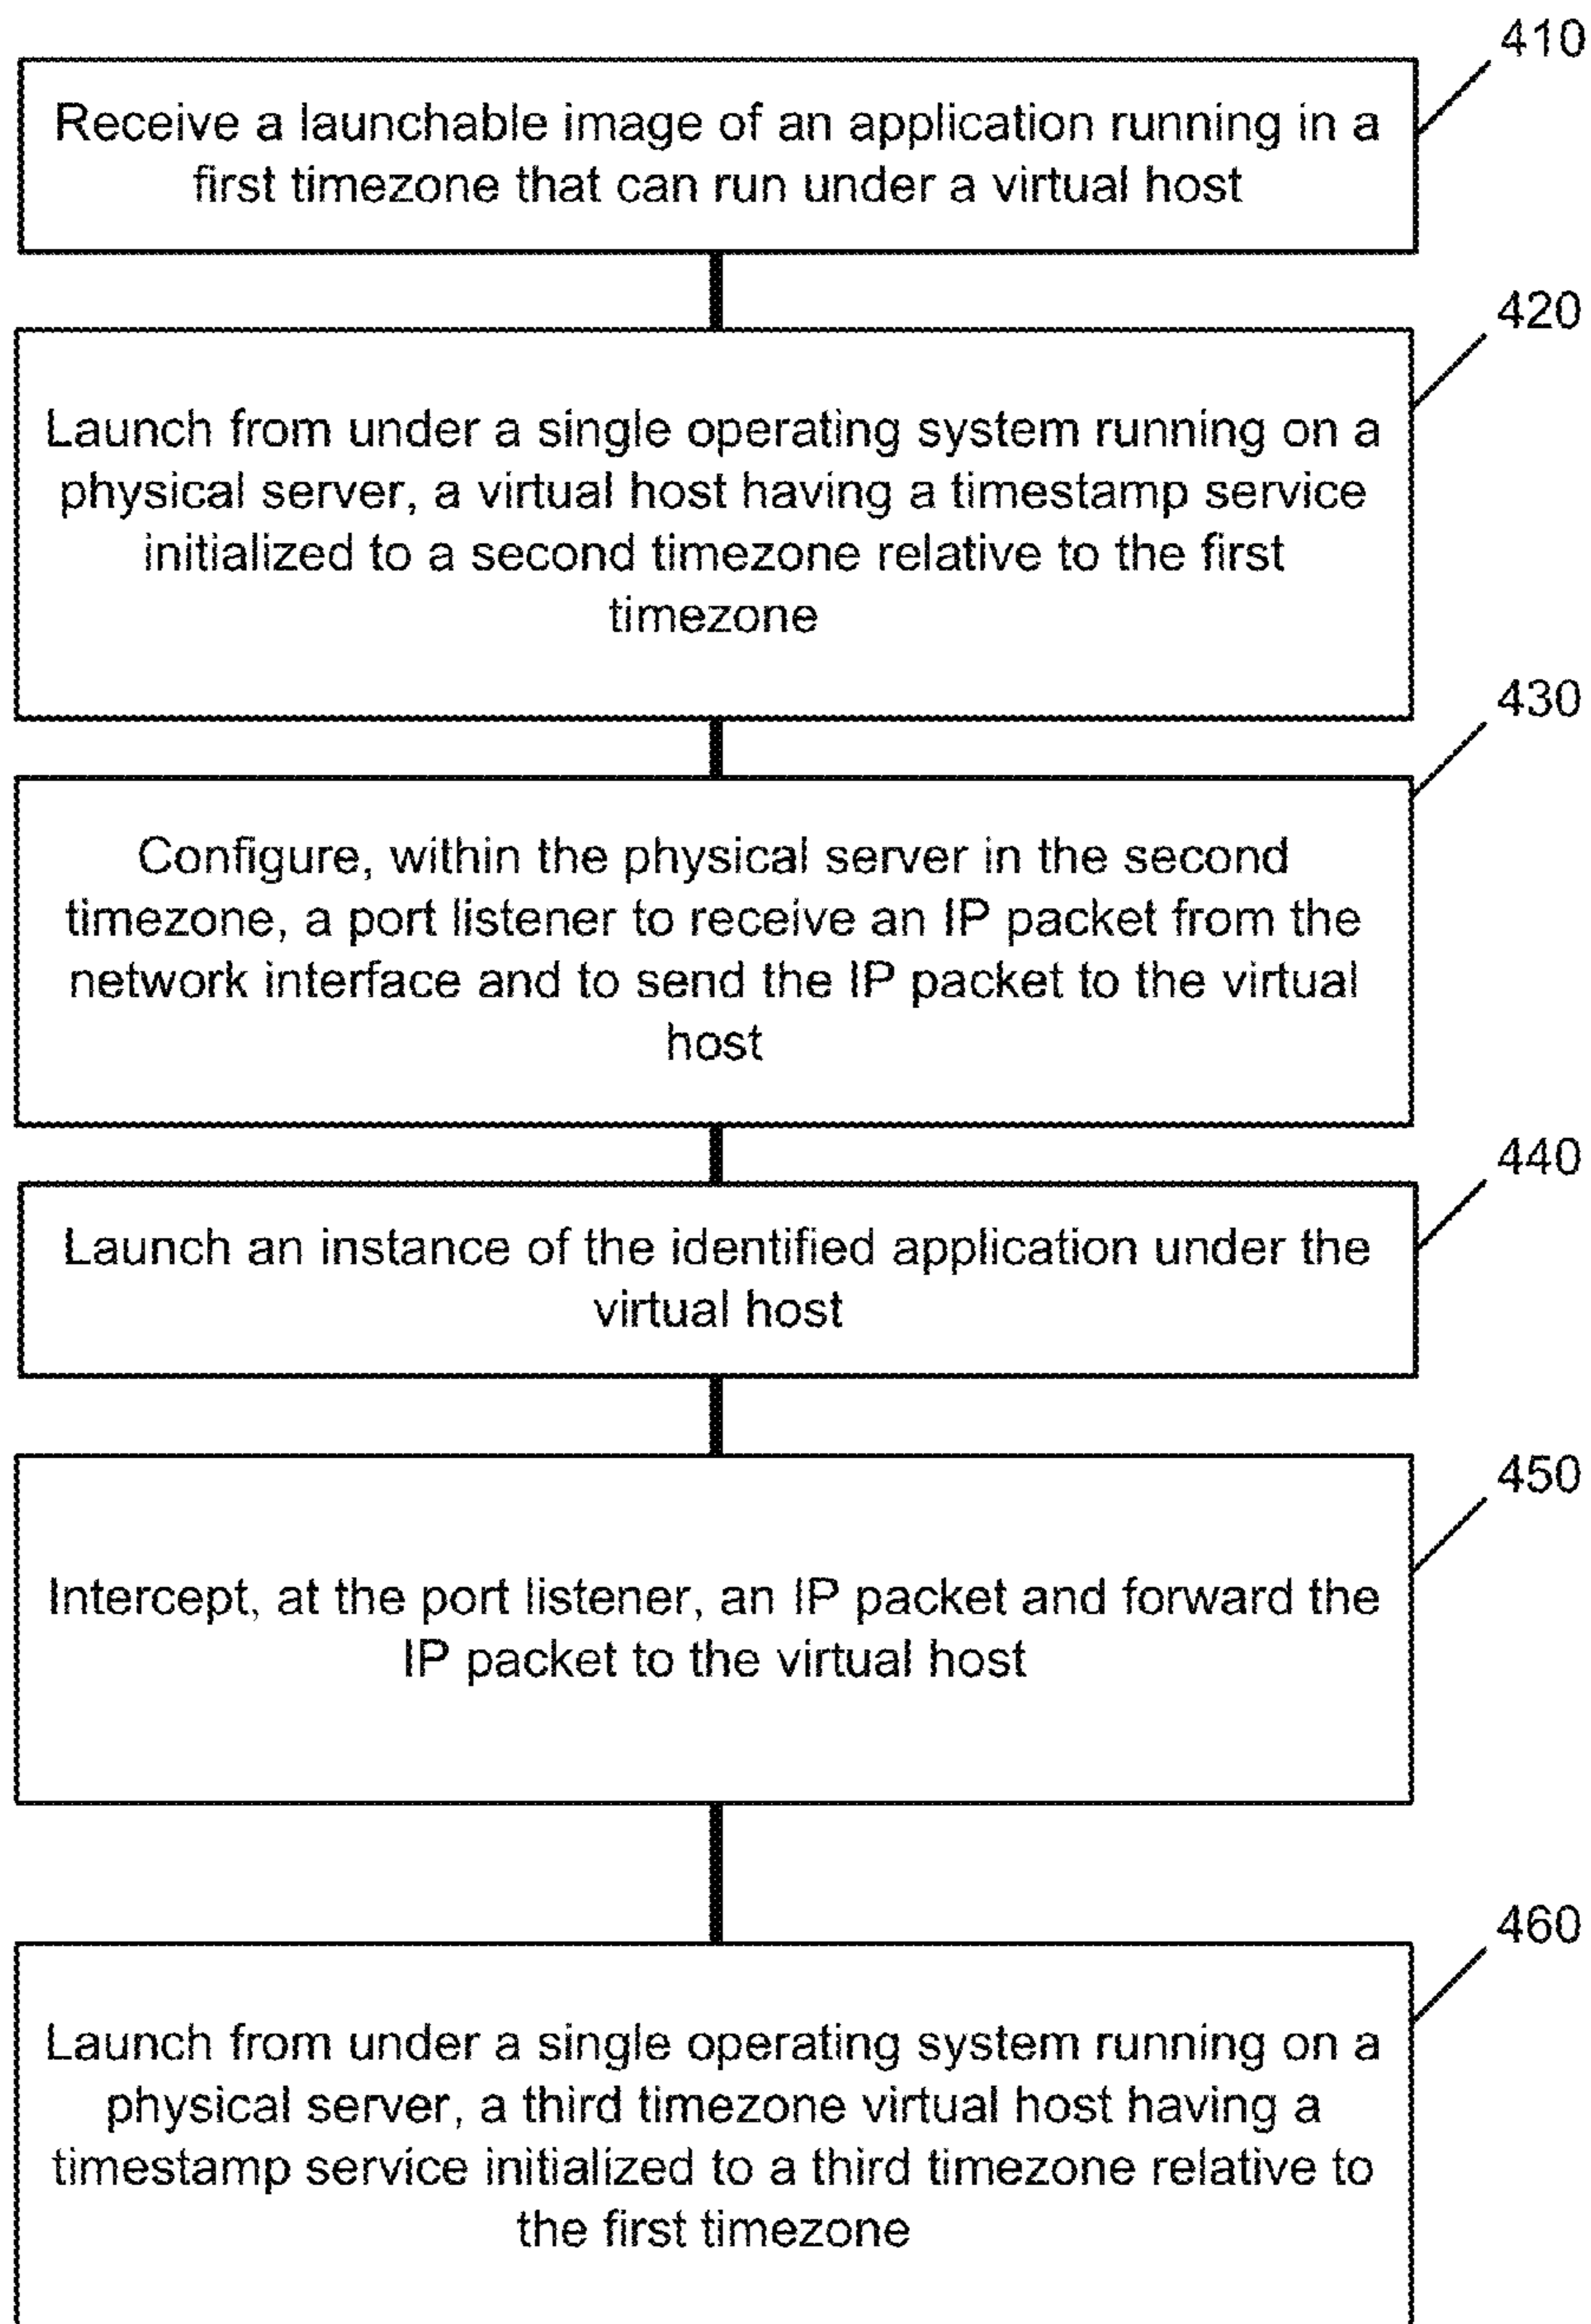 410
Receive a launchable image of an application running in a
first timezone that can run under a virtual host
420
Launch from under a single operating system running on a
physical server, a virtual host having a timestamp service
initialized to a second timezone relative to the first
timezone
430
Configure, within the physical server in the second
timezone, a port listener to receive an IP packet from the
network interface and to send the IP packet to the virtual
host
440
Launch an instance of the identified application under the
virtual host
450
Intercept, at the port listener, an IP packet and forward the
IP packet to the virtual host
460
Launch from under a single operating system running on a
physical server, a third timezone virtual host having a
timestamp service initialized to a third timezone relative to
the first timezone